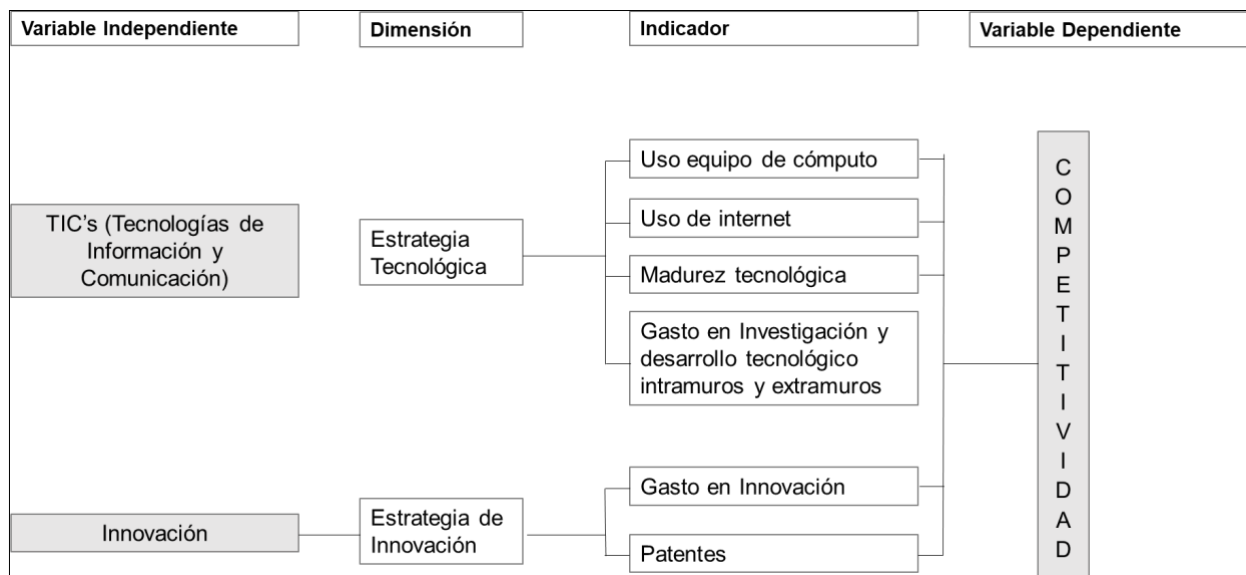 Variable Independiente
Dimensión
Indicador
Variable Dependiente
TIC's (Tecnologías de
Información y
Comunicación)
Estrategia
Tecnológica
Uso equipo de cómputo
Uso de internet
Madurez tecnológica
Gasto en Investigación y
desarrollo tecnológico
intramuros y extramuros
Innovación
Estrategia de
Innovación
Gasto en Innovación
Patentes
COMPETITIVIDAD